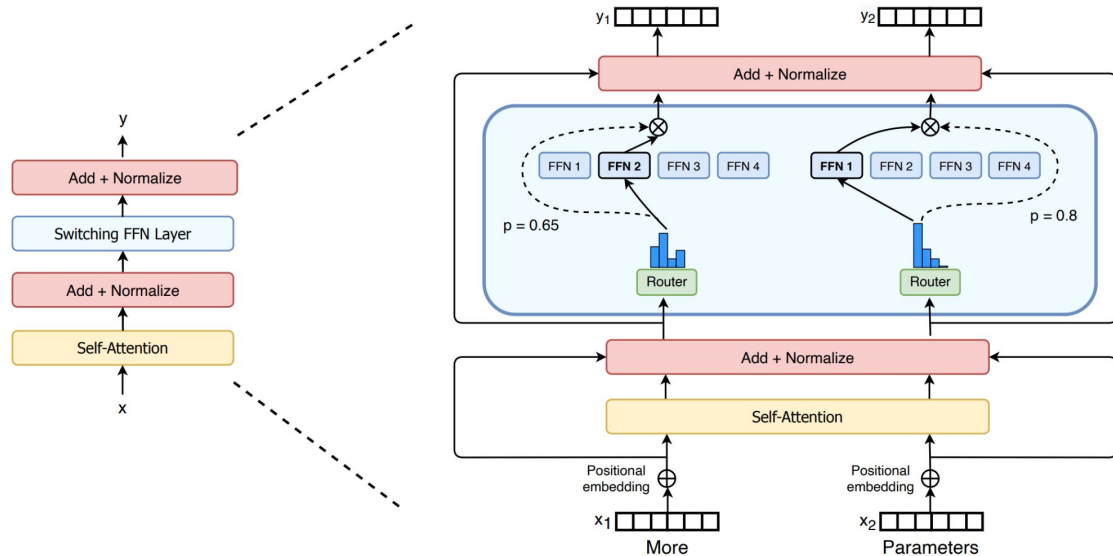 y
Add + Normalize
Switching FFN Layer
Add + Normalize
Self-Attention
x
y1
y2
Add + Normalize
FFN 1
FFN 2
FFN 3
FFN 4
FFN 1
FFN 2
FFN 3
FFN 4
p = 0.65
p = 0.8
Router
Router
Add + Normalize
Self-Attention
Positional
embedding
Positional
embedding
x1
x2
More
Parameters